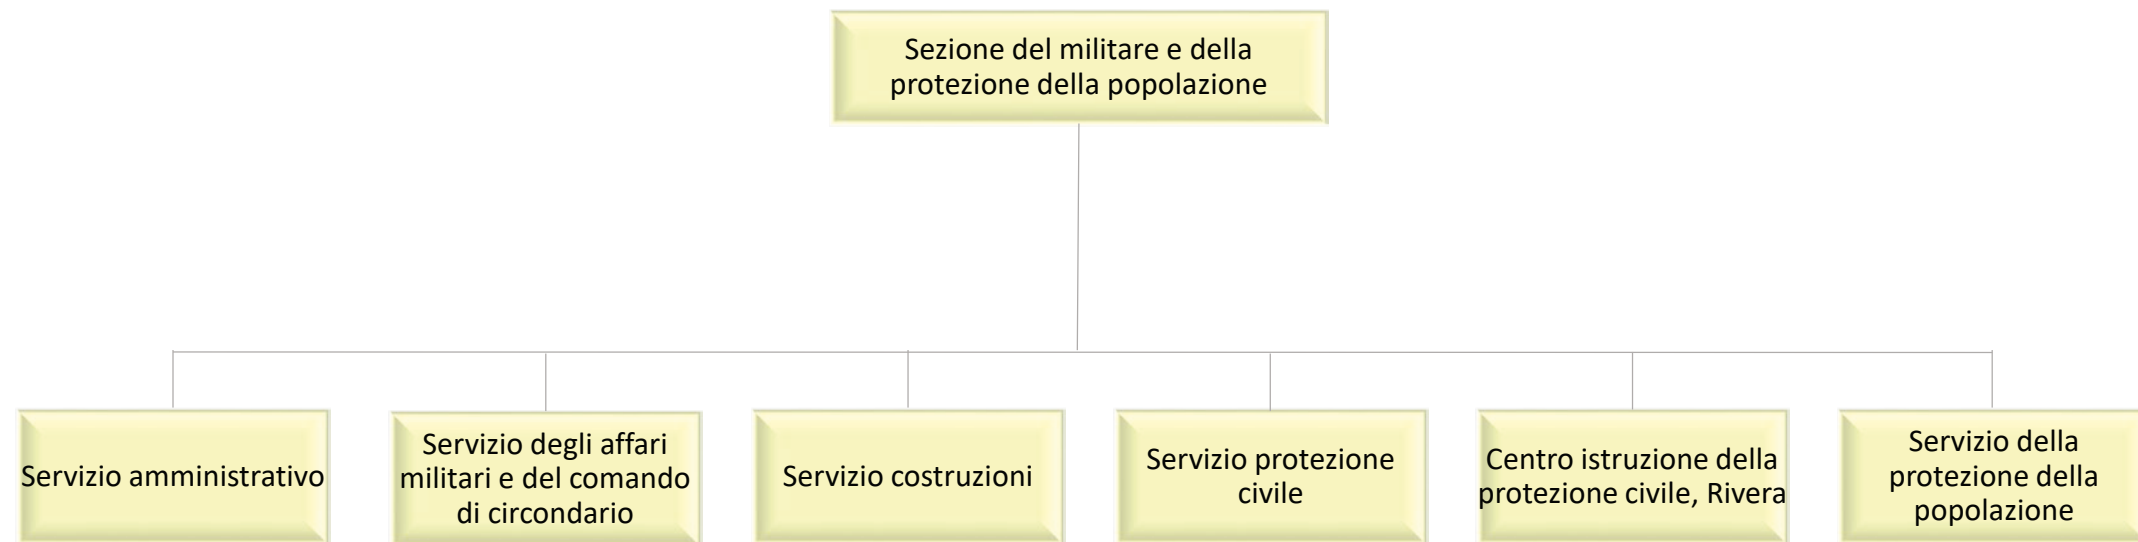 Sezione del militare e della
protezione della popolazione
Servizio amministrativo
Servizio degli affari
militari e del comando
di circondario
Servizio costruzioni
Servizio protezione
civile
Centro istruzione della
protezione civile, Rivera
Servizio della
protezione della
popolazione